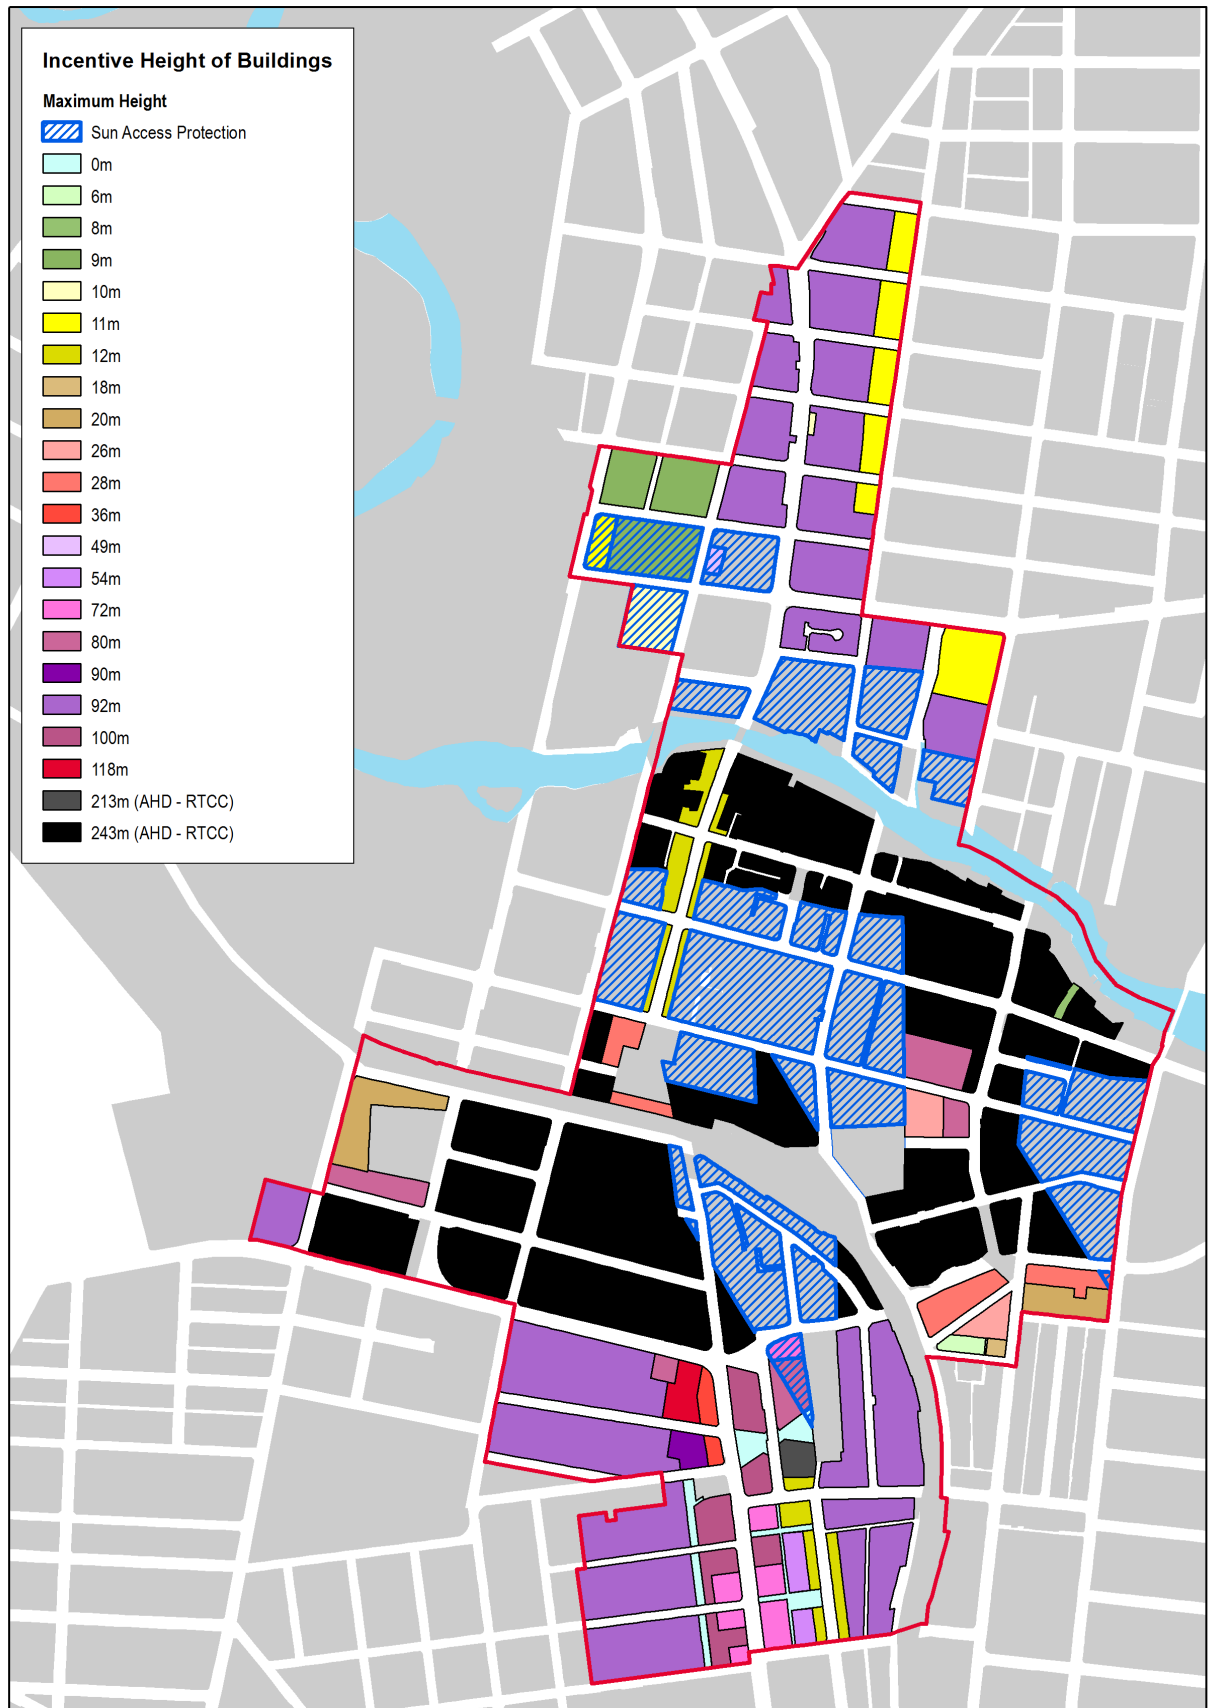 Incentive Height of Buildings
Maximum Height
Sun Access Protection
0m
6m
8m
9m
10m
11m
12m
18m
20m
26m
28m
36m
49m
54m
72m
80m
90m
92m
100m
118m
213m (AHD - RTCC)
243m (AHD - RTCC)